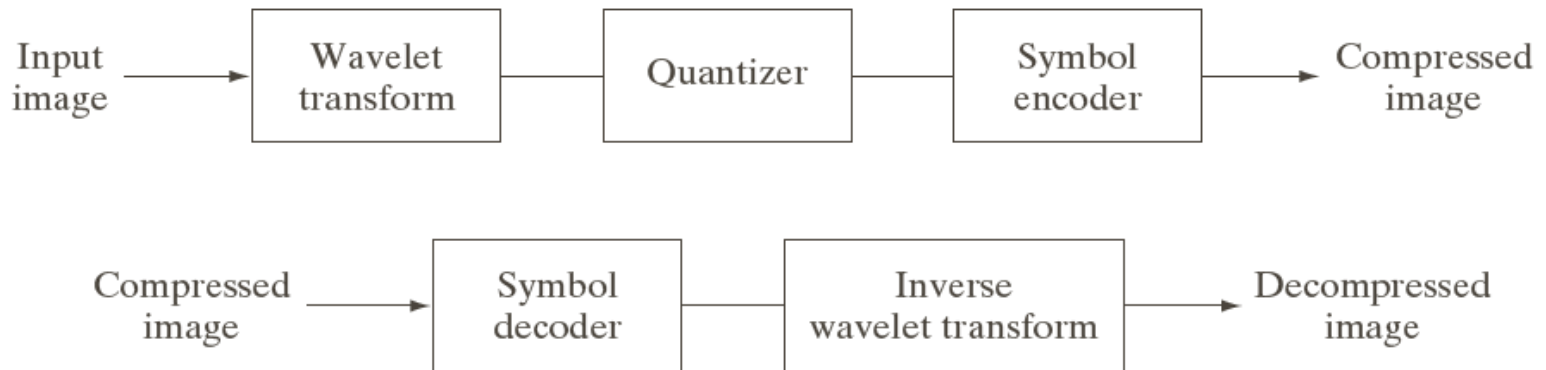 Input
image
Wavelet
transform
Quantizer
Symbol
encoder
Compressed
image
Compressed
image
Symbol
decoder
Inverse
wavelet transform
Decompressed
image